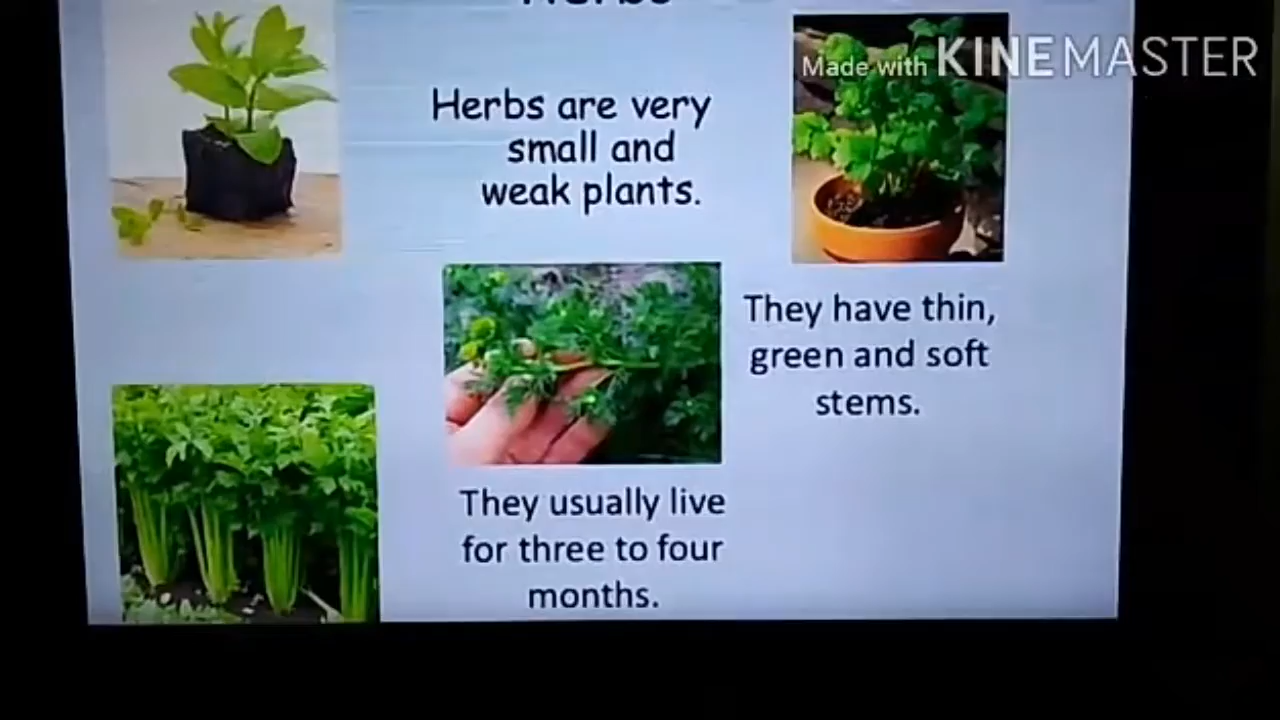 Herbs
Made with KINEMASTER
Herbs are very
small and
weak plants.
They have thin,
green and soft
stems.
They usually live
for three to four
months.